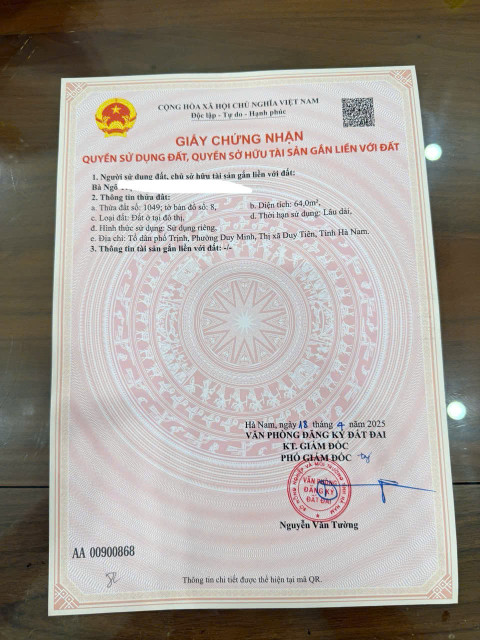 CỘNG HÒA XÃ HỘI CHỦ NGHĨA VIỆT NAM
Độc lập - Tự do - Hạnh phúc
GIẤY CHỨNG NHẬN
QUYỀN SỬ DỤNG ĐẤT, QUYỀN SỞ HỮU TÀI SẢN GẮN LIỀN VỚI ĐẤT
1. Người sử dụng đất, chủ sở hữu tài sản gắn liền với đất:
Bà Ngô
2. Thông tin thửa đất:
a. Thửa đất số: 1049; tờ bản đồ số: 8, b. Diện tích: 64,0m²,
c. Loại đất: Đất ở tại đô thị, d. Thời hạn sử dụng: Lâu dài,
đ. Hình thức sử dụng: Sử dụng riêng,
e. Địa chỉ: Tổ dân phố Trịnh, Phường Duy Minh, Thị xã Duy Tiên, Tỉnh Hà Nam.
3. Thông tin tài sản gắn liền với đất: -/-
Hà Nam, ngày 18 tháng 4 năm 2025
VĂN PHÒNG ĐĂNG KÝ ĐẤT ĐAI
KT. GIÁM ĐỐC
PHÓ GIÁM ĐỐC
VĂN PHÒNG
ĐĂNG KÝ
ĐẤT ĐAI
Nguyễn Văn Tường
AA 00900868
Thông tin chi tiết được thể hiện tại mã QR.